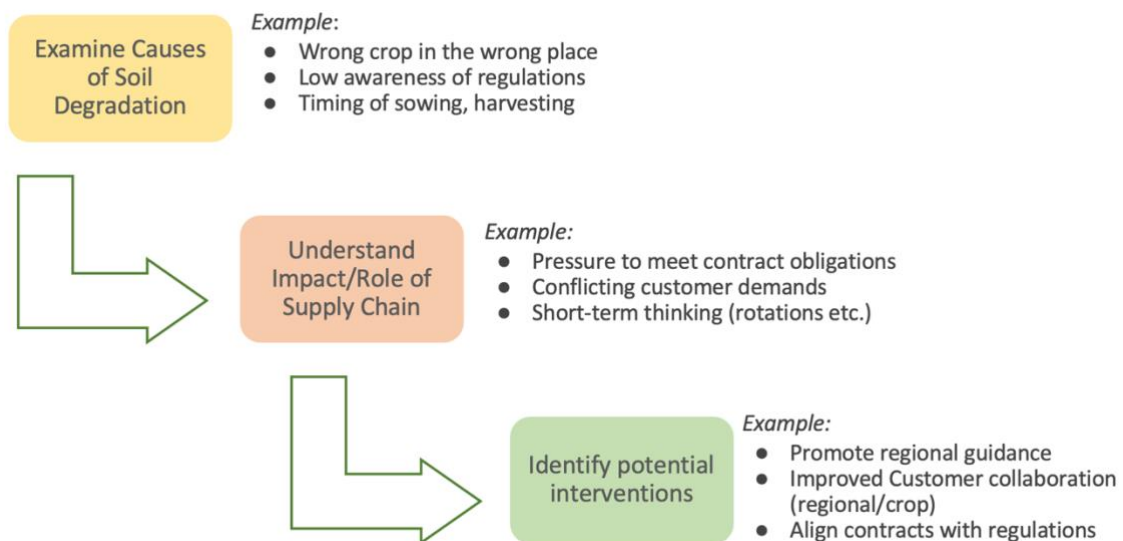 Examine Causes
of Soil
Degradation
Example:
● Wrong crop in the wrong place
● Low awareness of regulations
● Timing of sowing, harvesting
Understand
Impact/Role of
Supply Chain
Example:
● Pressure to meet contract obligations
● Conflicting customer demands
● Short-term thinking (rotations etc.)
Identify potential
interventions
Example:
● Promote regional guidance
● Improved Customer collaboration
(regional/crop)
● Align contracts with regulations